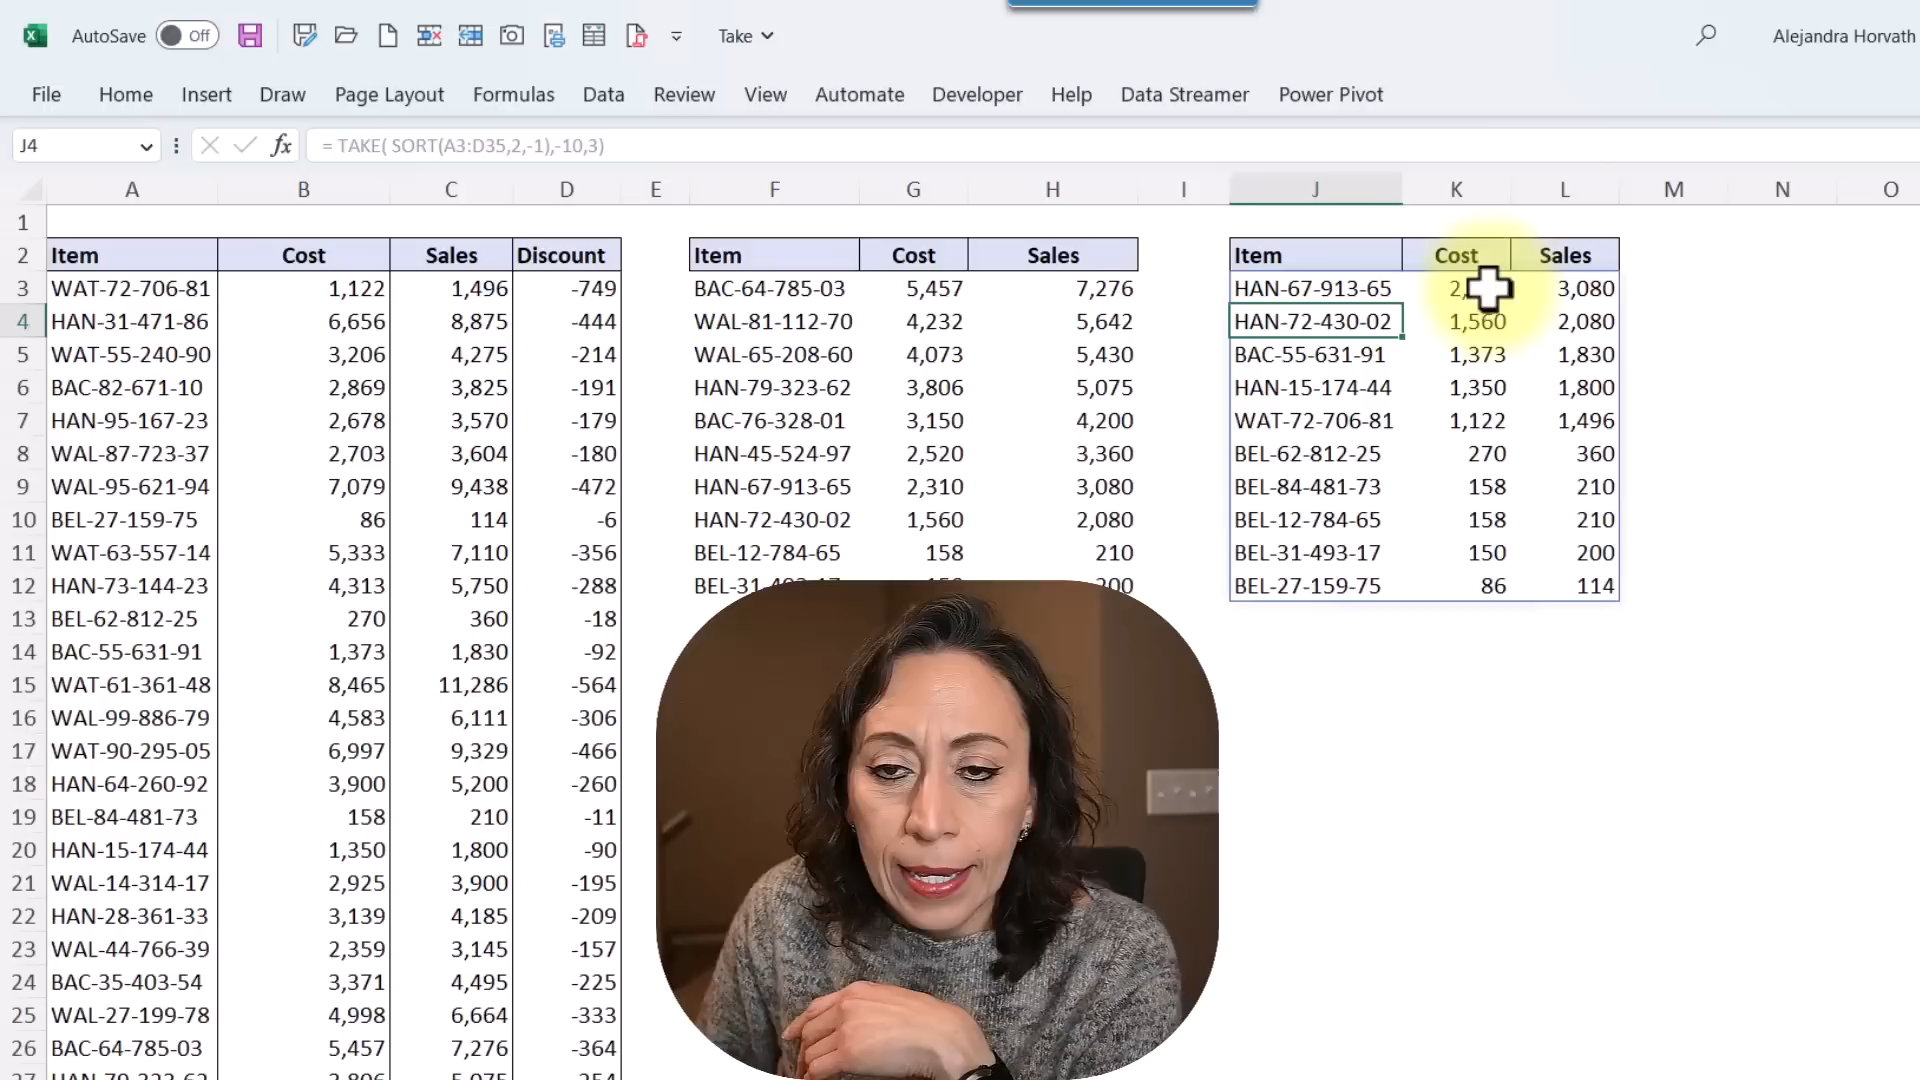 AutoSave Off Take Alejandra Horvath
File Home Insert Draw Page Layout Formulas Data Review View Automate Developer Help Data Streamer Power Pivot
J4 fx = TAKE( SORT(A3:D35,2,-1),-10,3)
A B C D E F G H I J K L M N O
1
2 Item Cost Sales Discount Item Cost Sales Item Cost Sales
3 WAT-72-706-81 1,122 1,496 -749 BAC-64-785-03 5,457 7,276 HAN-67-913-65 3,080
4 HAN-31-471-86 6,656 8,875 -444 WAL-81-112-70 4,232 5,642 HAN-72-430-02 1,560 2,080
5 WAT-55-240-90 3,206 4,275 -214 WAL-65-208-60 4,073 5,430 BAC-55-631-91 1,373 1,830
6 BAC-82-671-10 2,869 3,825 -191 HAN-79-323-62 3,806 5,075 HAN-15-174-44 1,350 1,800
7 HAN-95-167-23 2,678 3,570 -179 BAC-76-328-01 3,150 4,200 WAT-72-706-81 1,122 1,496
8 WAL-87-723-37 2,703 3,604 -180 HAN-45-524-97 2,520 3,360 BEL-62-812-25 270 360
9 WAL-95-621-94 7,079 9,438 -472 HAN-67-913-65 2,310 3,080 BEL-84-481-73 158 210
10 BEL-27-159-75 86 114 -6 HAN-72-430-02 1,560 2,080 BEL-12-784-65 158 210
11 WAT-63-557-14 5,333 7,110 -356 BEL-12-784-65 158 210 BEL-31-493-17 150 200
12 HAN-73-144-23 4,313 5,750 -288 BEL-27-159-75 86 114
13 BEL-62-812-25 270 360 -18
14 BAC-55-631-91 1,373 1,830 -92
15 WAT-61-361-48 8,465 11,286 -564
16 WAL-99-886-79 4,583 6,111 -306
17 WAT-90-295-05 6,997 9,329 -466
18 HAN-64-260-92 3,900 5,200 -260
19 BEL-84-481-73 158 210 -11
20 HAN-15-174-44 1,350 1,800 -90
21 WAL-14-314-17 2,925 3,900 -195
22 HAN-28-361-33 3,139 4,185 -209
23 WAL-44-766-39 2,359 3,145 -157
24 BAC-35-403-54 3,371 4,495 -225
25 WAL-27-199-78 4,998 6,664 -333
26 BAC-64-785-03 5,457 7,276 -364